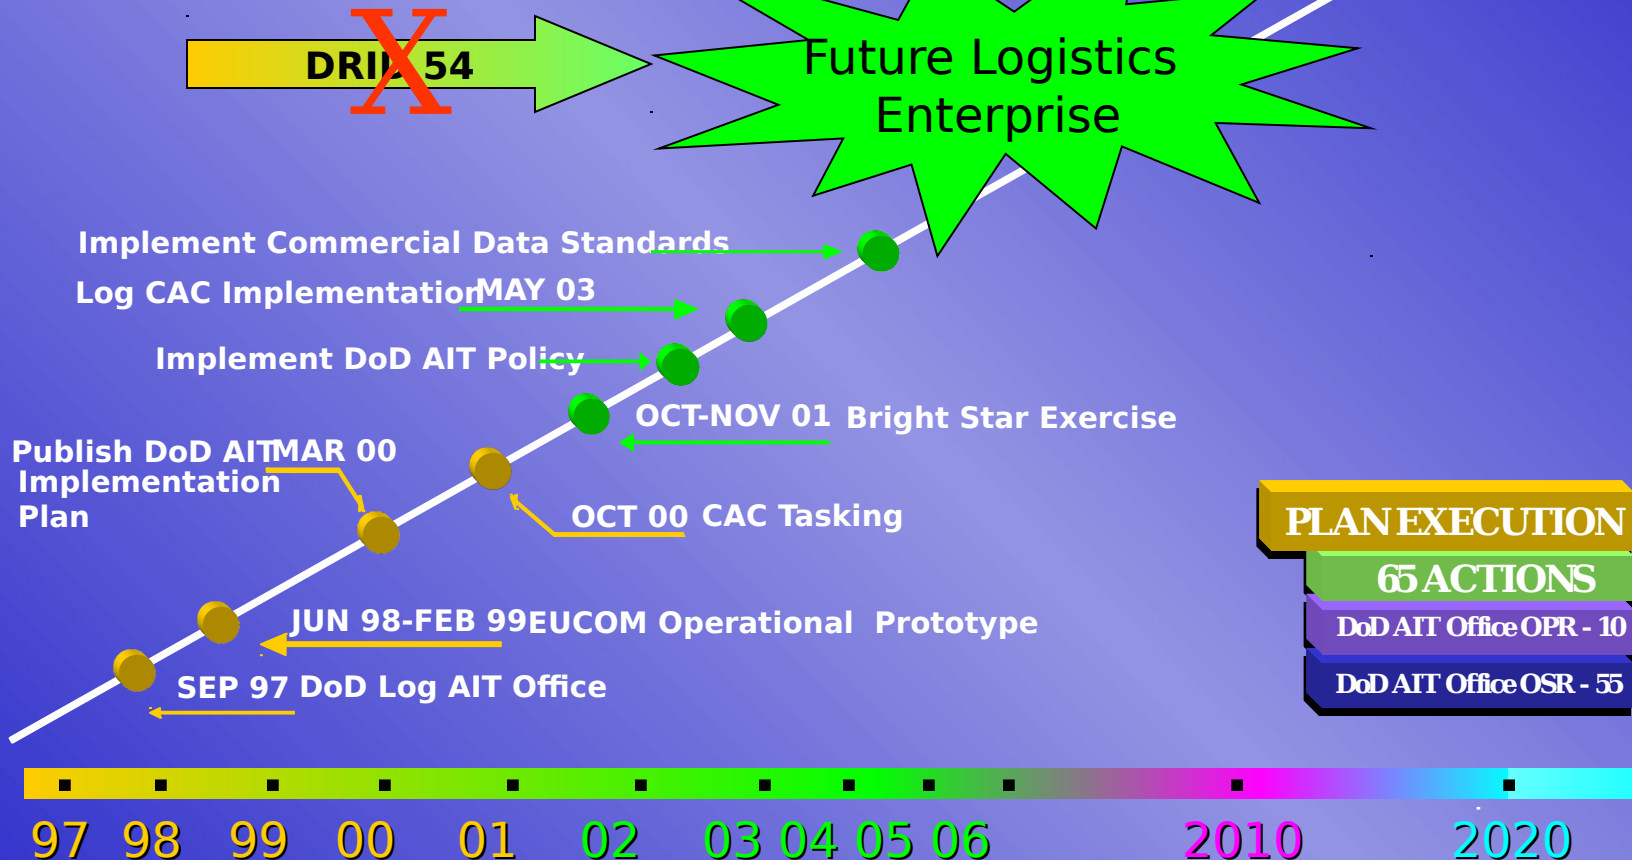 DRID 54
X
Future Logistics
Enterprise
Implement Commercial Data Standards
Log CAC Implementation MAY 03
Implement DoD AIT Policy
OCT-NOV 01 Bright Star Exercise
Publish DoD AIT MAR 00
Implementation
Plan
OCT 00 CAC Tasking
PLAN EXECUTION
65 ACTIONS
DoD AIT Office OPR - 10
DoD AIT Office OSR - 55
JUN 98-FEB 99 EUCOM Operational Prototype
SEP 97 DoD Log AIT Office
97 98 99 00 01 02 03 04 05 06 2010 2020